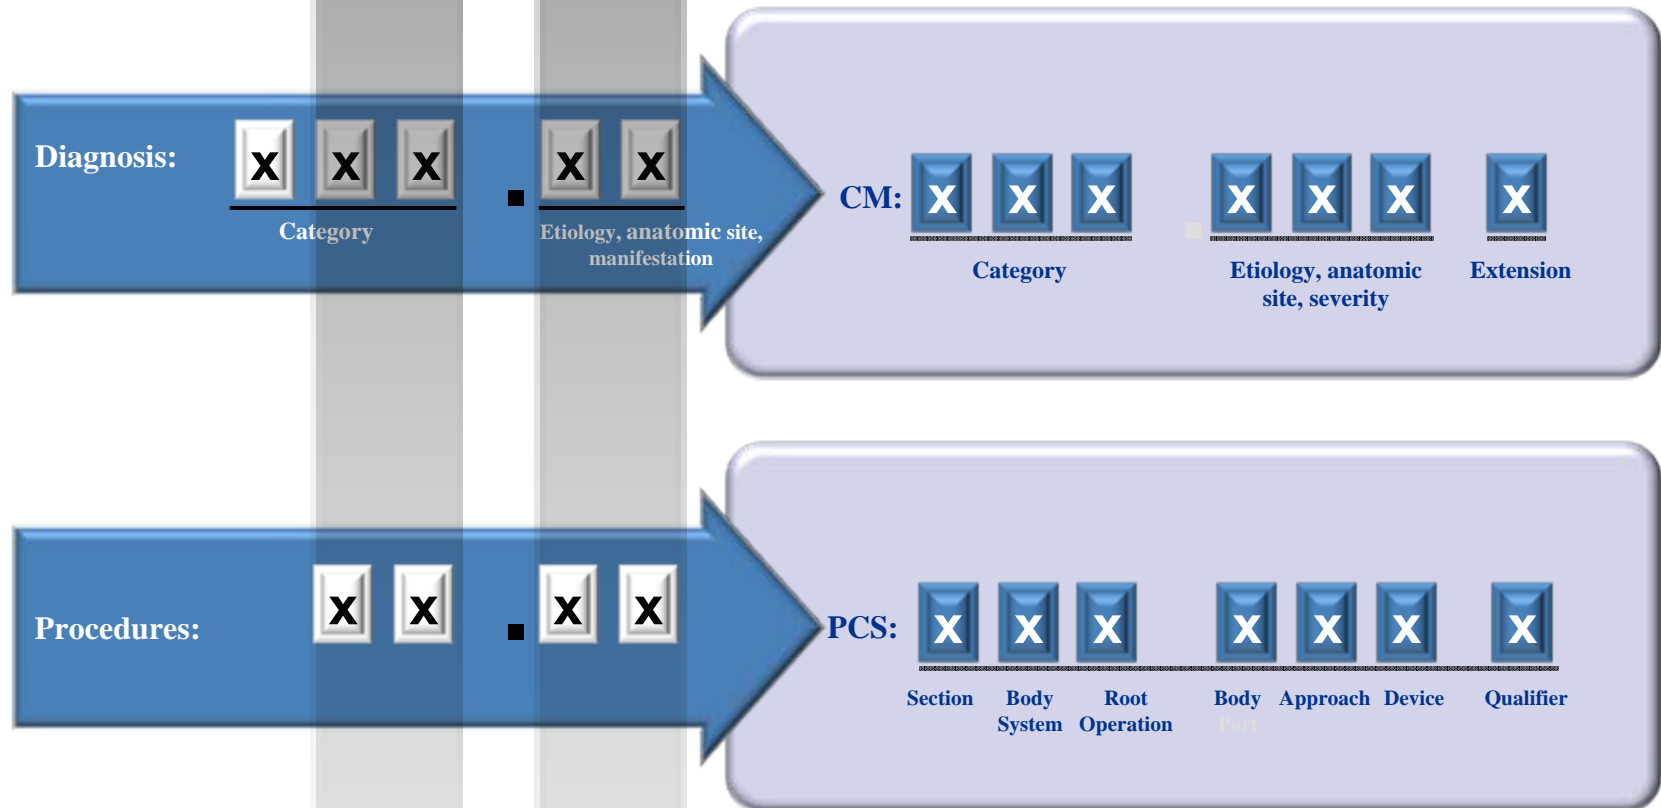 Diagnosis:
X X X . X X
Category
Etiology, anatomic site,
manifestation
CM:
X X X . X X X X
Category
Etiology, anatomic
site, severity
Extension
Procedures:
X X . X X
PCS:
X X X X X X X
Section
Body
System
Root
Operation
Body
Part
Approach
Device
Qualifier